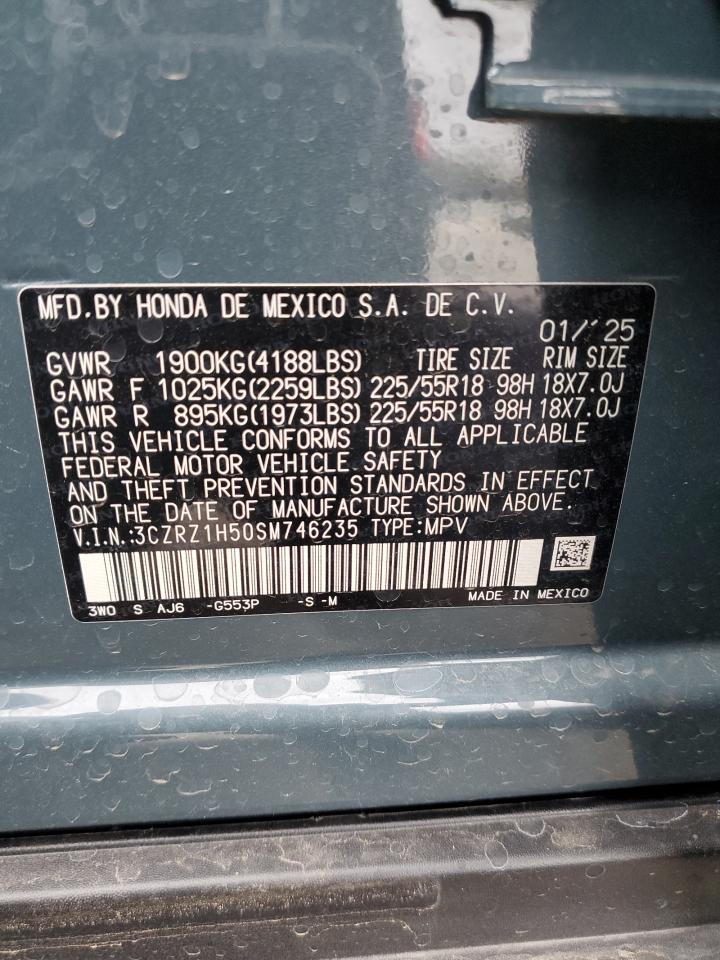 MFD.BY HONDA DE MEXICO S.A. DE C.V.
01/'25
GVWR 1900KG(4188LBS) TIRE SIZE RIM SIZE
GAWR F 1025KG(2259LBS) 225/55R18 98H 18X7.0J
GAWR R 895KG(1973LBS) 225/55R18 98H 18X7.0J
THIS VEHICLE CONFORMS TO ALL APPLICABLE
FEDERAL MOTOR VEHICLE SAFETY
AND THEFT PREVENTION STANDARDS IN EFFECT
ON THE DATE OF MANUFACTURE SHOWN ABOVE.
V.I.N.:3CZRZ1H50SM746235 TYPE:MPV
3WO S AJ6 -G553P -S -M MADE IN MEXICO